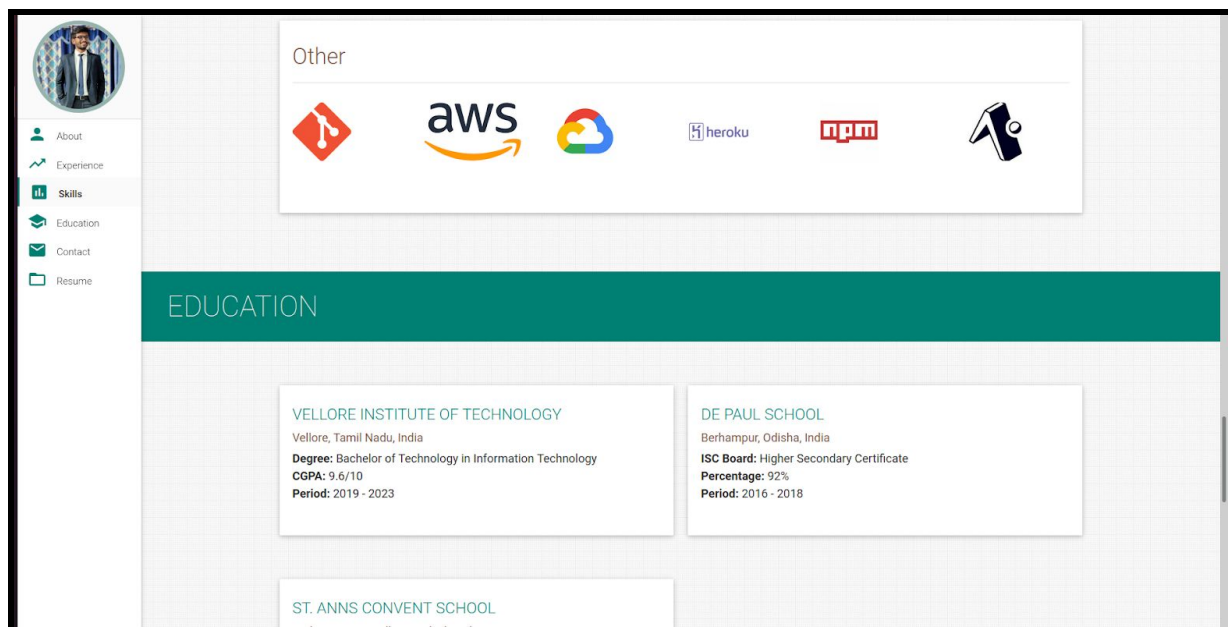 About
Experience
Skills
Education
Contact
Resume
Other
aws
heroku
npm
EDUCATION
VELLORE INSTITUTE OF TECHNOLOGY
Vellore, Tamil Nadu, India
Degree: Bachelor of Technology in Information Technology
CGPA: 9.6/10
Period: 2019 - 2023
DE PAUL SCHOOL
Berhampur, Odisha, India
ISC Board: Higher Secondary Certificate
Percentage: 92%
Period: 2016 - 2018
ST. ANNS CONVENT SCHOOL